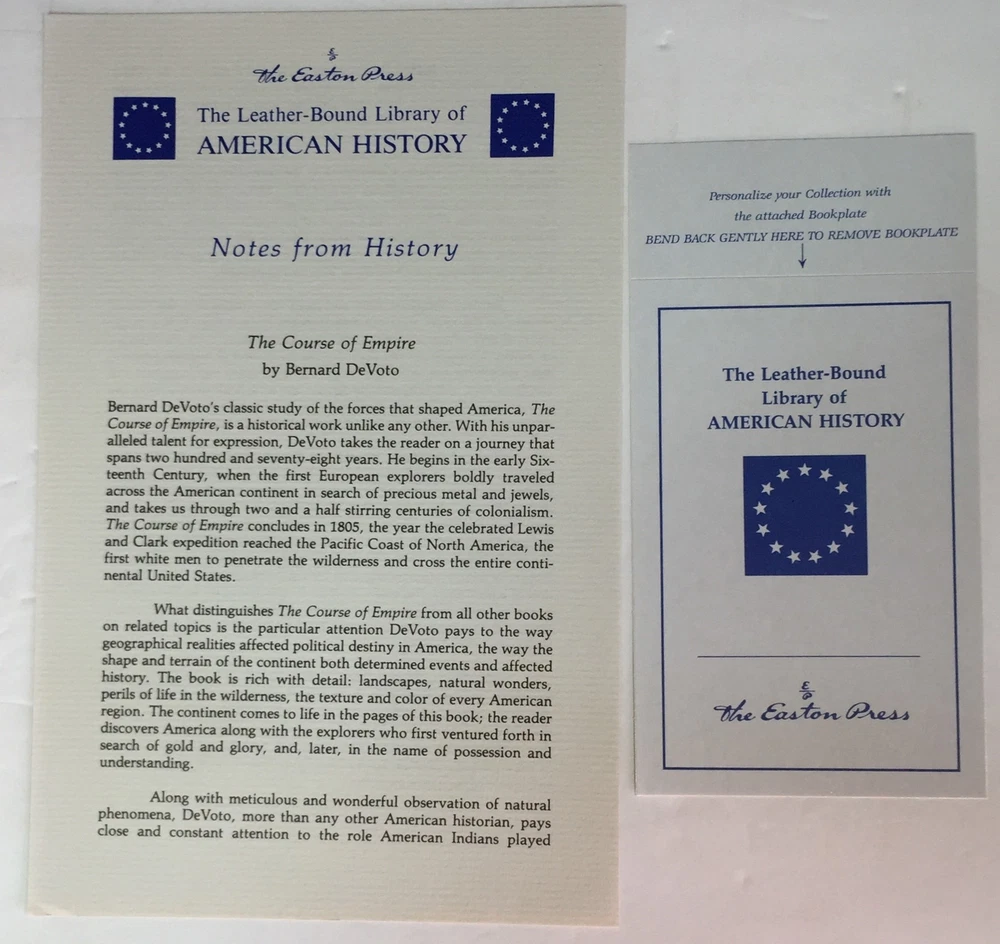 E
P
the Easton Press
The Leather-Bound Library of
AMERICAN HISTORY
Notes from History
The Course of Empire
by Bernard DeVoto
Bernard DeVoto's classic study of the forces that shaped America, The
Course of Empire, is a historical work unlike any other. With his unpar-
alleled talent for expression, DeVoto takes the reader on a journey that
spans two hundred and seventy-eight years. He begins in the early Six-
teenth Century, when the first European explorers boldly traveled
across the American continent in search of precious metal and jewels,
and takes us through two and a half stirring centuries of colonialism.
The Course of Empire concludes in 1805, the year the celebrated Lewis
and Clark expedition reached the Pacific Coast of North America, the
first white men to penetrate the wilderness and cross the entire conti-
nental United States.
What distinguishes The Course of Empire from all other books
on related topics is the particular attention DeVoto pays to the way
geographical realities affected political destiny in America, the way the
shape and terrain of the continent both determined events and affected
history. The book is rich with detail: landscapes, natural wonders,
perils of life in the wilderness, the texture and color of every American
region. The continent comes to life in the pages of this book; the reader
discovers America along with the explorers who first ventured forth in
search of gold and glory, and, later, in the name of possession and
understanding.
Along with meticulous and wonderful observation of natural
phenomena, DeVoto, more than any other American historian, pays
close and constant attention to the role American Indians played
Personalize your Collection with
the attached Bookplate
BEND BACK GENTLY HERE TO REMOVE BOOKPLATE
The Leather-Bound
Library of
AMERICAN HISTORY
E
P
the Easton Press